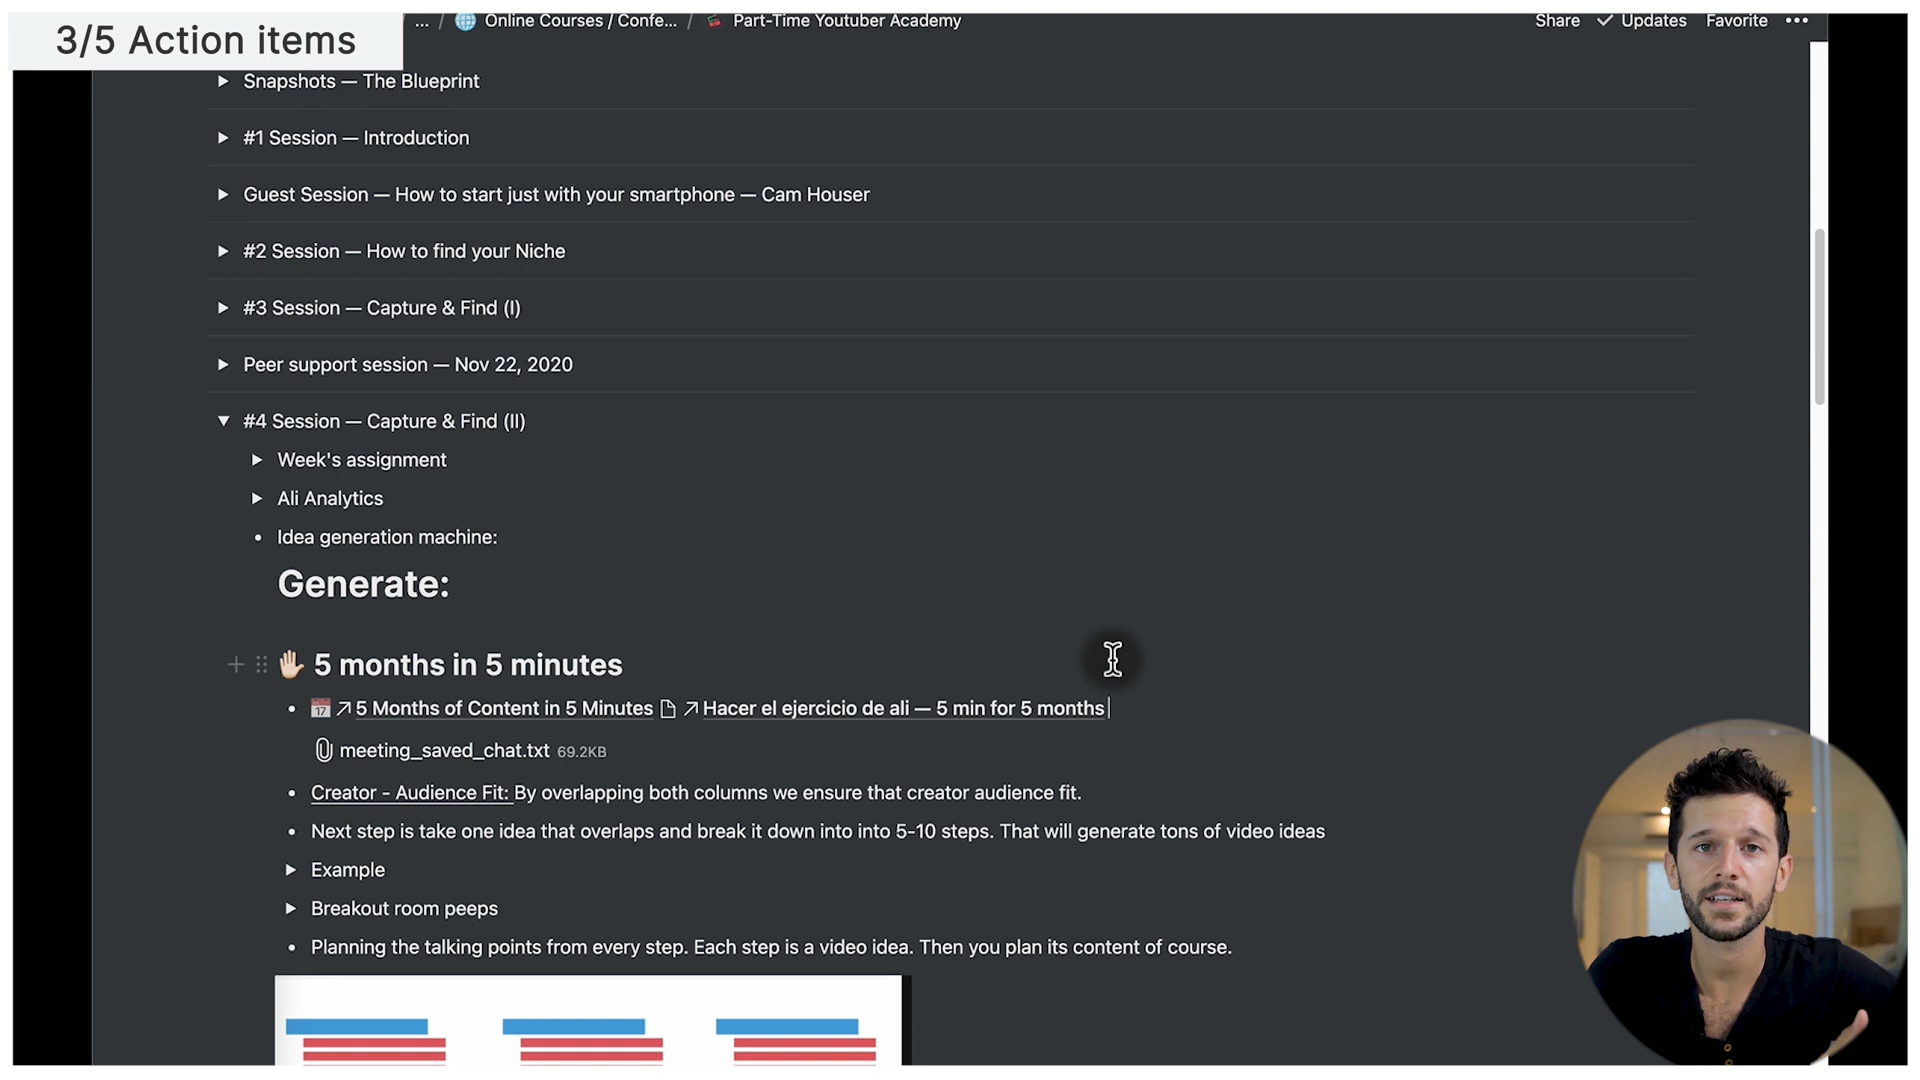 3/5 Action items
... / Online Courses / Confe... / Part-Time Youtuber Academy
Share Updates Favorite •••
Snapshots — The Blueprint
#1 Session — Introduction
Guest Session — How to start just with your smartphone — Cam Houser
#2 Session — How to find your Niche
#3 Session — Capture & Find (I)
Peer support session — Nov 22, 2020
#4 Session — Capture & Find (II)
Week's assignment
Ali Analytics
• Idea generation machine:
Generate:
5 months in 5 minutes
• 17 ↗5 Months of Content in 5 Minutes ↗Hacer el ejercicio de ali — 5 min for 5 months
meeting_saved_chat.txt 69.2KB
• Creator - Audience Fit: By overlapping both columns we ensure that creator audience fit.
• Next step is take one idea that overlaps and break it down into into 5-10 steps. That will generate tons of video ideas
Example
Breakout room peeps
• Planning the talking points from every step. Each step is a video idea. Then you plan its content of course.